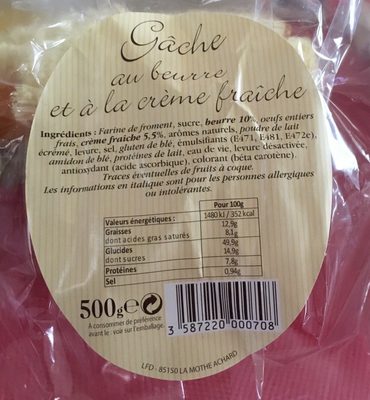 Gâche
au beurre
et à la crème fraîche
Ingrédients : Farine de froment, sucre, beurre 10%, oeufs entiers
frais, crème fraîche 5.5%, arômes naturels, poudre de lait
écrémé, levure, sel, gluten de blé, émulsifiants (E471, E481, E472e),
amidon de blé, protéines de lait, eau de vie, levure désactivée,
antioxydant (acide ascorbique), colorant (béta carotene).
Traces éventuelles de fruits à coque.
Les informations en italique sont pour les personnes allergiques
ou intolérantes.
Pour 100g
Valeurs énergétiques : 1480 kJ / 352 kcal
Graisses 12,9g
dont acides gras saturés 8,1g
Glucides 49,9g
dont sucres 14,9g
Protéines 7,8g
Sel 0,94g
500g e
A consommer de préférence
avant le : voir sur l'emballage.
3 587220 000708
LFD - 85150 LA MOTHE ACHARD